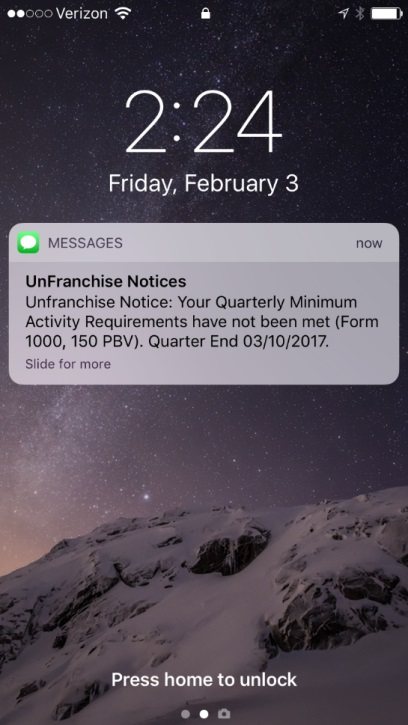 Verizon
2:24
Friday, February 3
MESSAGES now
UnFranchise Notices
Unfranchise Notice: Your Quarterly Minimum
Activity Requirements have not been met (Form
1000, 150 PBV). Quarter End 03/10/2017.
Slide for more
Press home to unlock